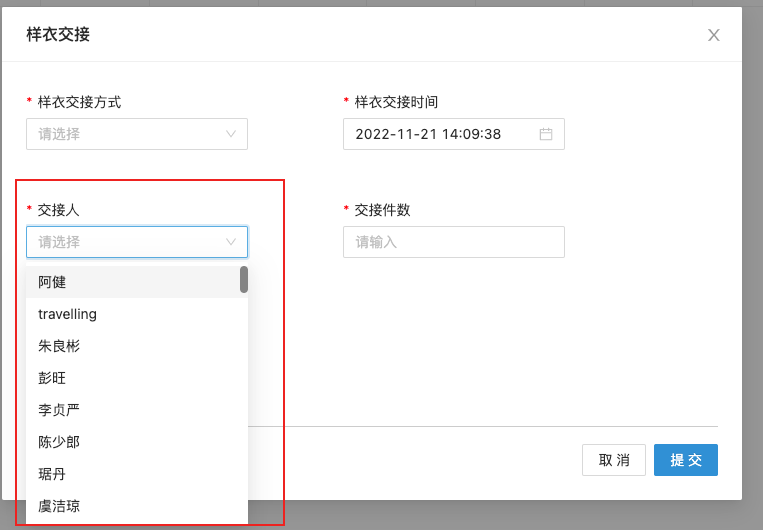 样衣交接
* 样衣交接方式
* 样衣交接时间
请选择
2022-11-21 14:09:38
* 交接人
* 交接件数
请选择
请输入
阿健
travelling
朱良彬
彭旺
李贞严
陈少郎
琚丹
虞洁琼
取 消
提 交